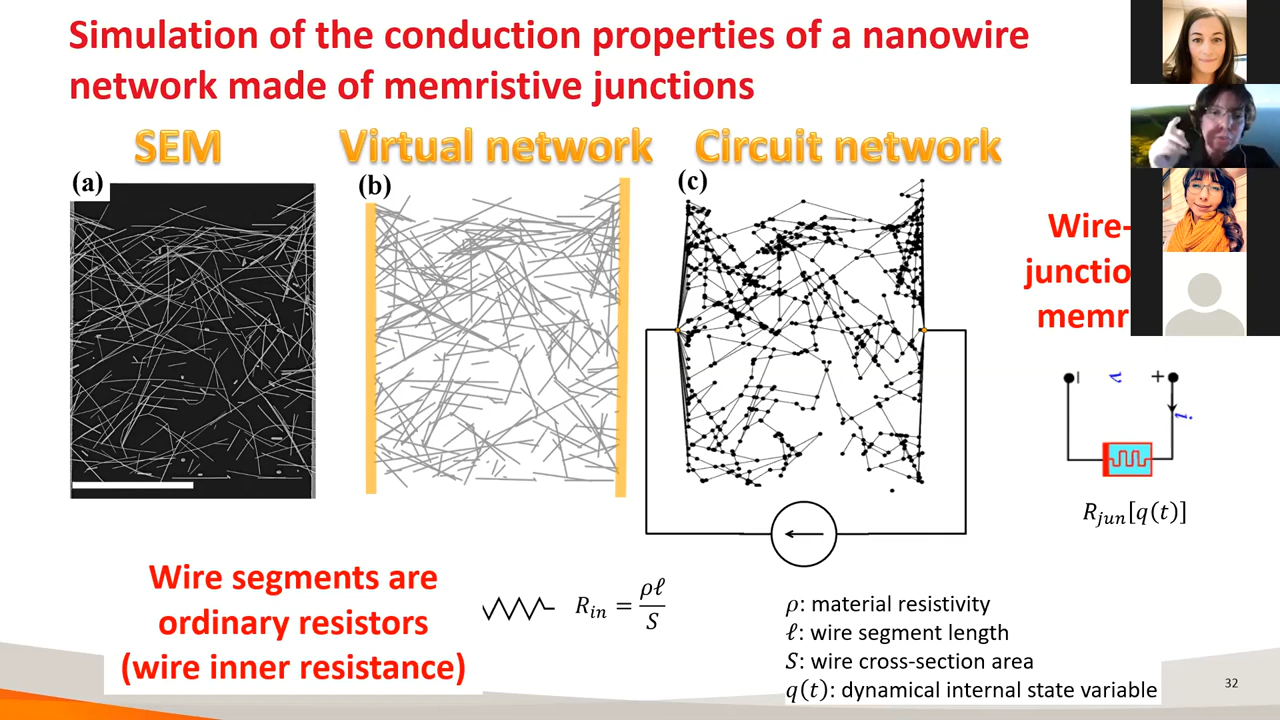 Simulation of the conduction properties of a nanowire
network made of memristive junctions
SEM
Virtual network
Circuit network
(a)
(b)
(c)
Wire-
junctio
memr
− v +
i
R_jun[q(t)]
Wire segments are
ordinary resistors
(wire inner resistance)
R_in = ρℓ/S
ρ: material resistivity
ℓ: wire segment length
S: wire cross-section area
q(t): dynamical internal state variable
32